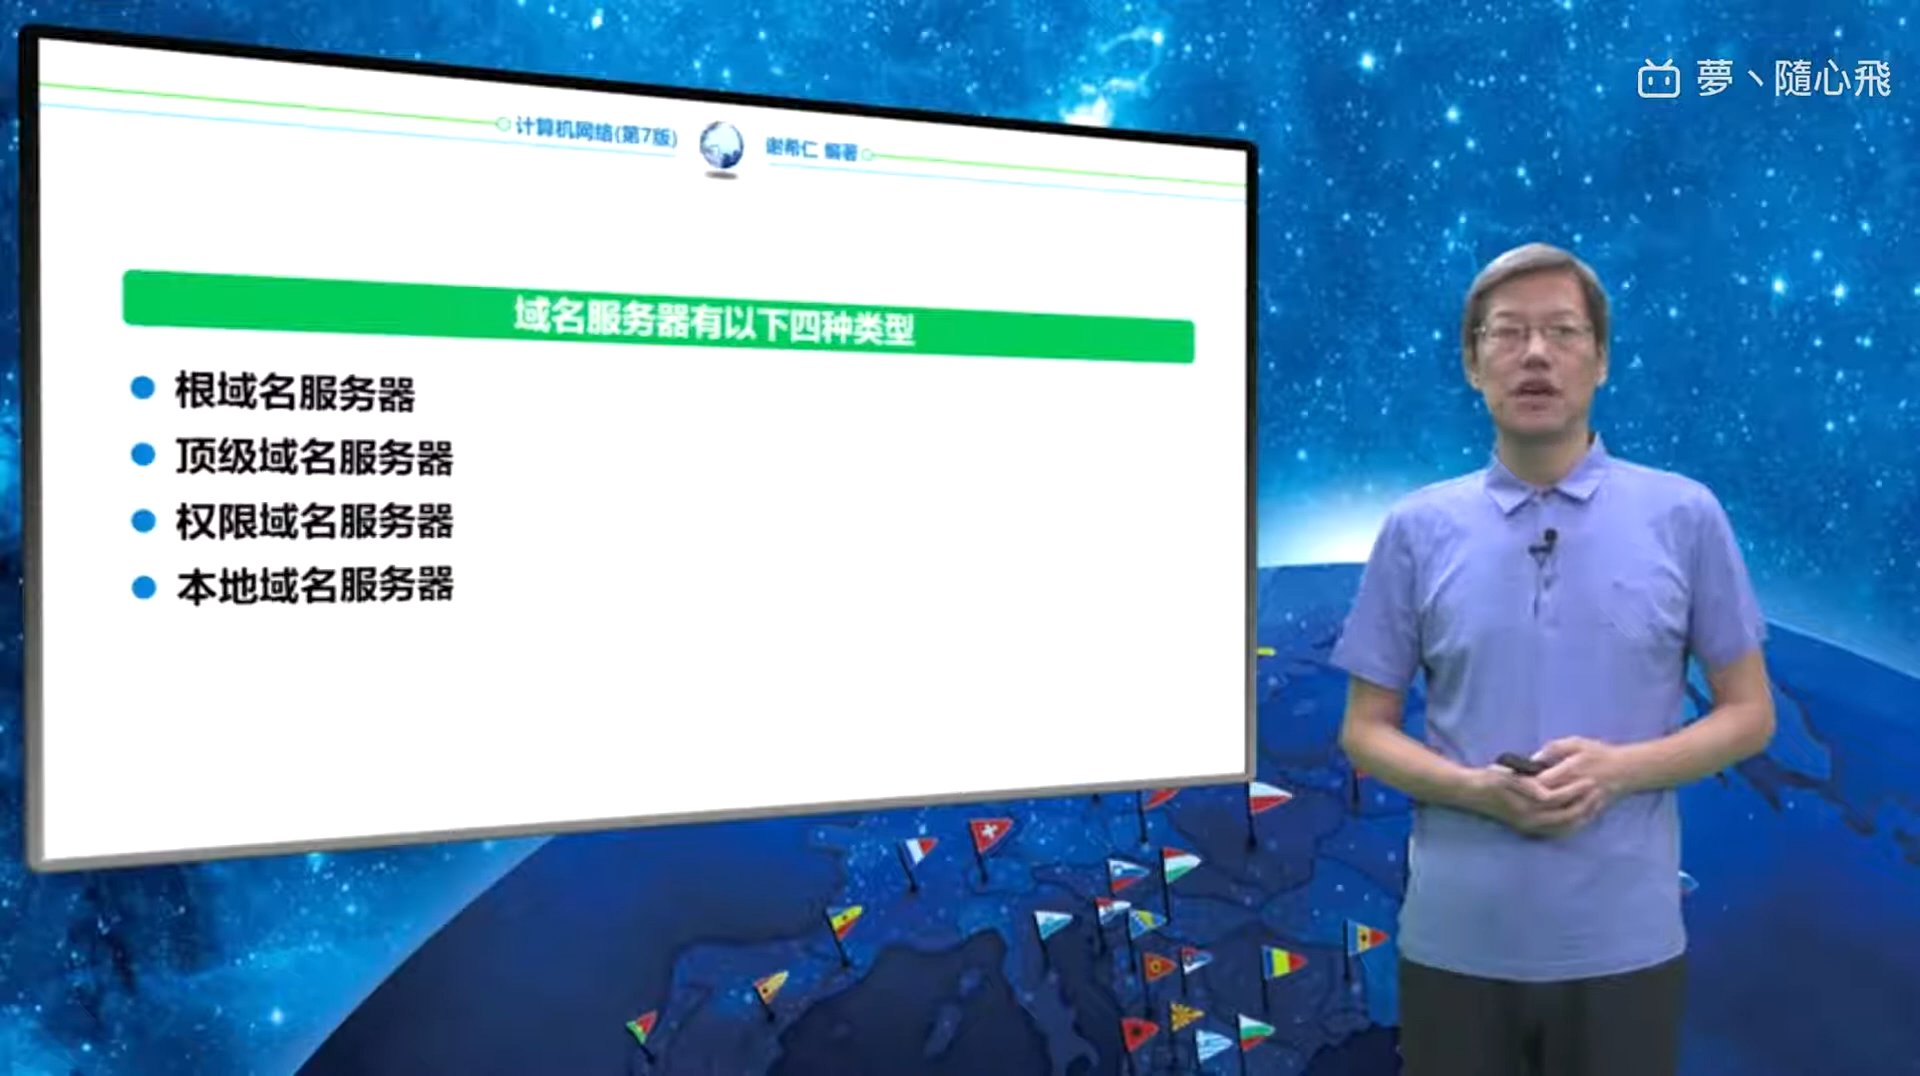 夢丶隨心飛
计算机网络(第7版)
谢希仁 编著
域名服务器有以下四种类型
根域名服务器
顶级域名服务器
权限域名服务器
本地域名服务器